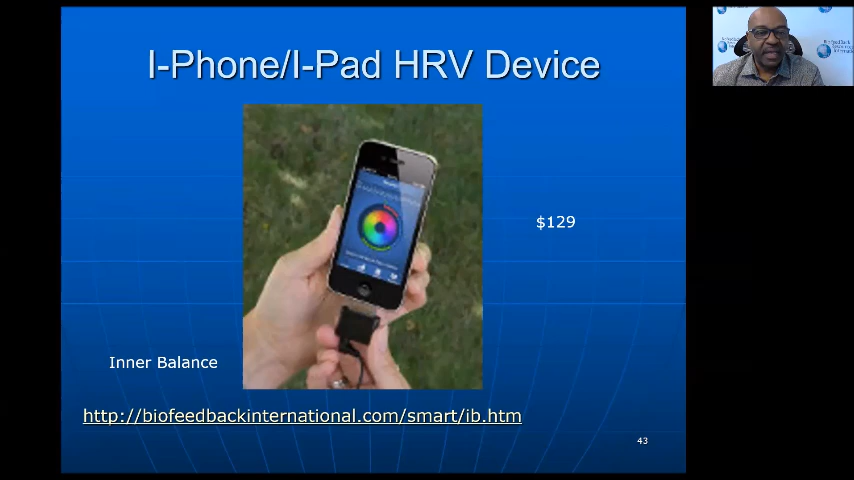 I-Phone/I-Pad HRV Device
$129
Inner Balance
http://biofeedbackinternational.com/smart/ib.htm
43